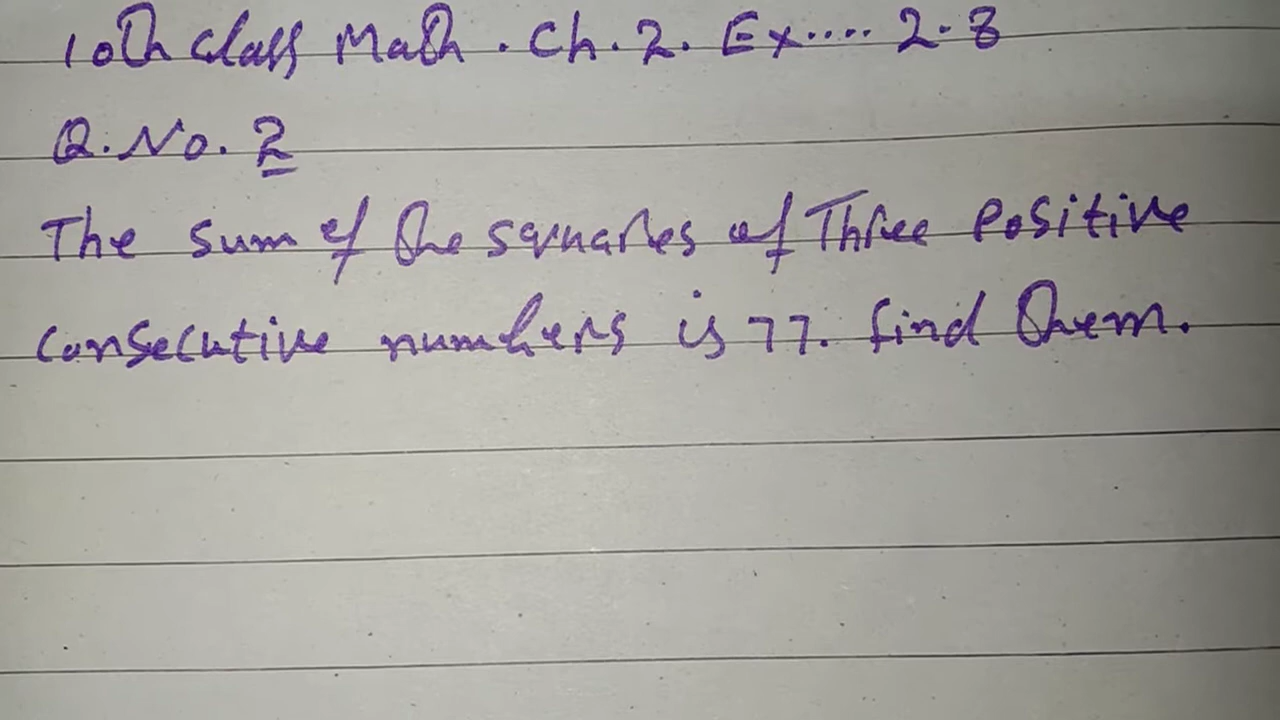 10th class Math. Ch. 2. Ex.... 2.8
Q. No. 2
The sum of the squares of Three Positive
consecutive numbers is 77. find them.